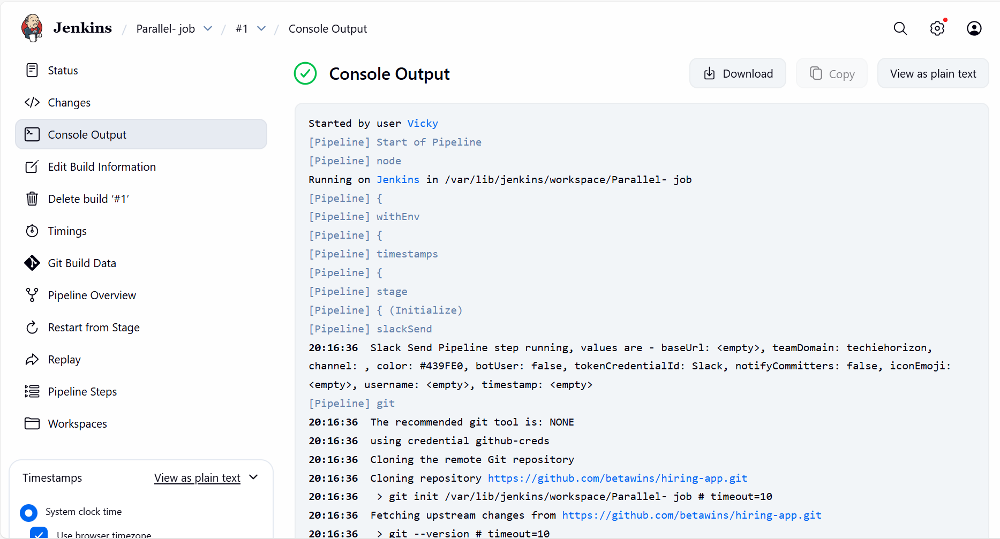 Jenkins / Parallel- job / #1 / Console Output
Status
Changes
Console Output
Edit Build Information
Delete build ‘#1’
Timings
Git Build Data
Pipeline Overview
Restart from Stage
Replay
Pipeline Steps
Workspaces
Timestamps View as plain text
System clock time
Use browser timezone
Console Output
Download
Copy
View as plain text
Started by user Vicky
[Pipeline] Start of Pipeline
[Pipeline] node
Running on Jenkins in /var/lib/jenkins/workspace/Parallel- job
[Pipeline] {
[Pipeline] withEnv
[Pipeline] {
[Pipeline] timestamps
[Pipeline] {
[Pipeline] stage
[Pipeline] { (Initialize)
[Pipeline] slackSend
20:16:36 Slack Send Pipeline step running, values are - baseUrl: <empty>, teamDomain: techiehorizon,
channel: , color: #439FE0, botUser: false, tokenCredentialId: Slack, notifyCommitters: false, iconEmoji:
<empty>, username: <empty>, timestamp: <empty>
[Pipeline] git
20:16:36 The recommended git tool is: NONE
20:16:36 using credential github-creds
20:16:36 Cloning the remote Git repository
20:16:36 Cloning repository https://github.com/betawins/hiring-app.git
20:16:36 > git init /var/lib/jenkins/workspace/Parallel- job # timeout=10
20:16:36 Fetching upstream changes from https://github.com/betawins/hiring-app.git
20:16:36 > git --version # timeout=10